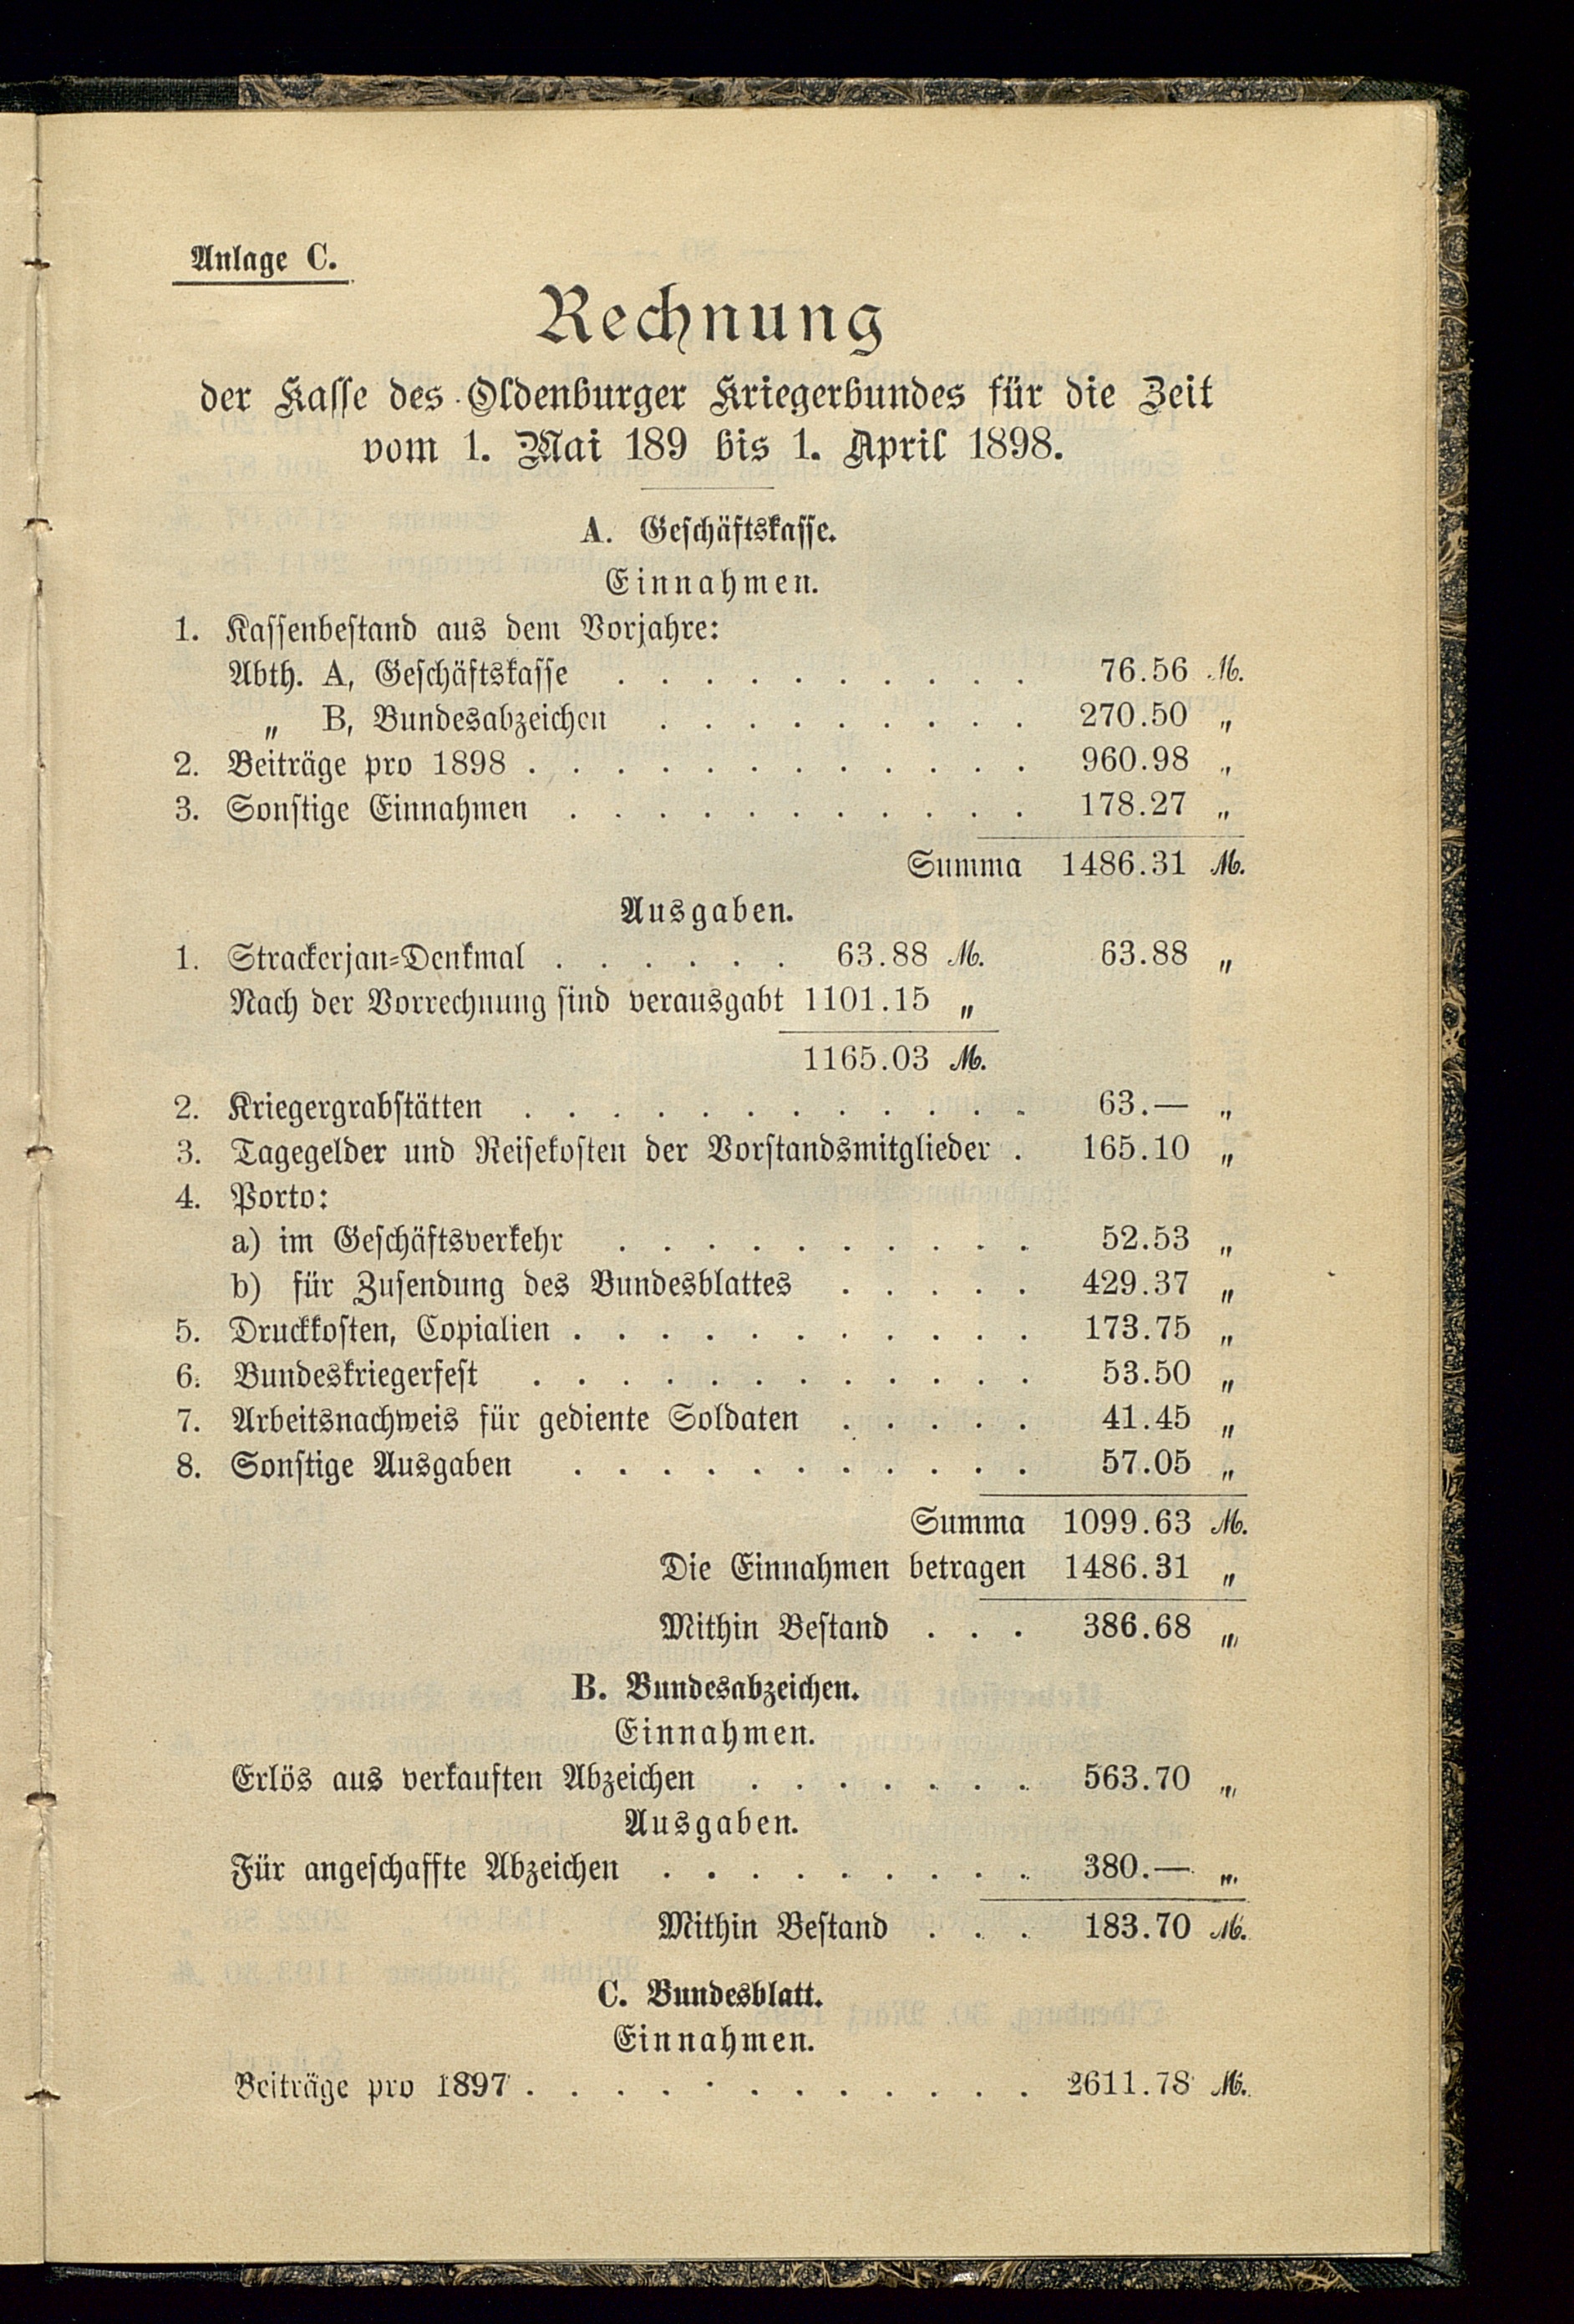 Anlage C.
Rechnung
der Kasse des Oldenburger Kriegerbundes für die Zeit
vom 1. Mai 189 bis 1. April 1898.
A. Geschäftskasse.
Einnahmen.
1. Kassenbestand aus dem Vorjahre:
Abth. A, Geschäftskasse . . . . . . . . . . 76.56 M.
„ B, Bundesabzeichen . . . . . . . . . 270.50 „
2. Beiträge pro 1898 . . . . . . . . . . . . 960.98 „
3. Sonstige Einnahmen . . . . . . . . . . . 178.27 „
Summa 1486.31 M.
Ausgaben.
1. Strackerjan=Denkmal . . . . . . 63.88 M. 63.88 „
Nach der Vorrechnung sind verausgabt 1101.15 „
1165.03 M.
2. Kriegergrabstätten . . . . . . . . . . . . 63.— „
3. Tagegelder und Reisekosten der Vorstandsmitglieder . 165.10 „
4. Porto:
a) im Geschäftsverkehr . . . . . . . . . . 52.53 „
b) für Zusendung des Bundesblattes . . . . . 429.37 „
5. Druckkosten, Copialien . . . . . . . . . . . 173.75 „
6. Bundeskriegerfest . . . . . . . . . . . . 53.50 „
7. Arbeitsnachweis für gediente Soldaten . . . . . 41.45 „
8. Sonstige Ausgaben . . . . . . . . . . . 57.05 „
Summa 1099.63 M.
Die Einnahmen betragen 1486.31 „
Mithin Bestand . . . 386.68 „
B. Bundesabzeichen.
Einnahmen.
Erlös aus verkauften Abzeichen . . . . . . . 563.70 „
Ausgaben.
Für angeschaffte Abzeichen . . . . . . . . . 380.— „
Mithin Bestand . . . 183.70 M.
C. Bundesblatt.
Einnahmen.
Beiträge pro 1897 . . . . . . . . . . . . 2611.78 M.